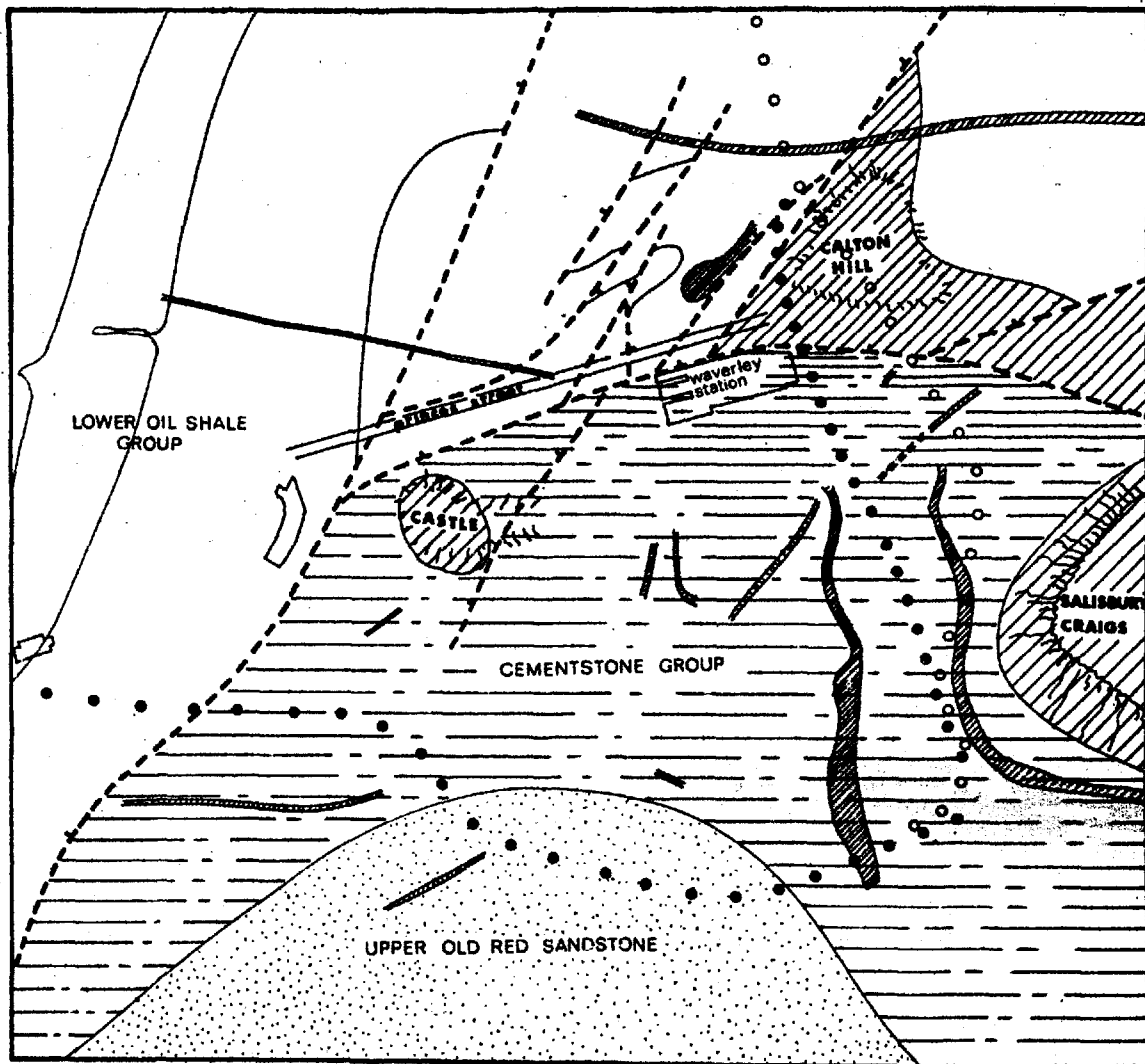 CALTON
HILL
waverley
station
LOWER OIL SHALE
GROUP
CASTLE
SALISBURY
CRAIGS
CEMENTSTONE GROUP
UPPER OLD RED SANDSTONE